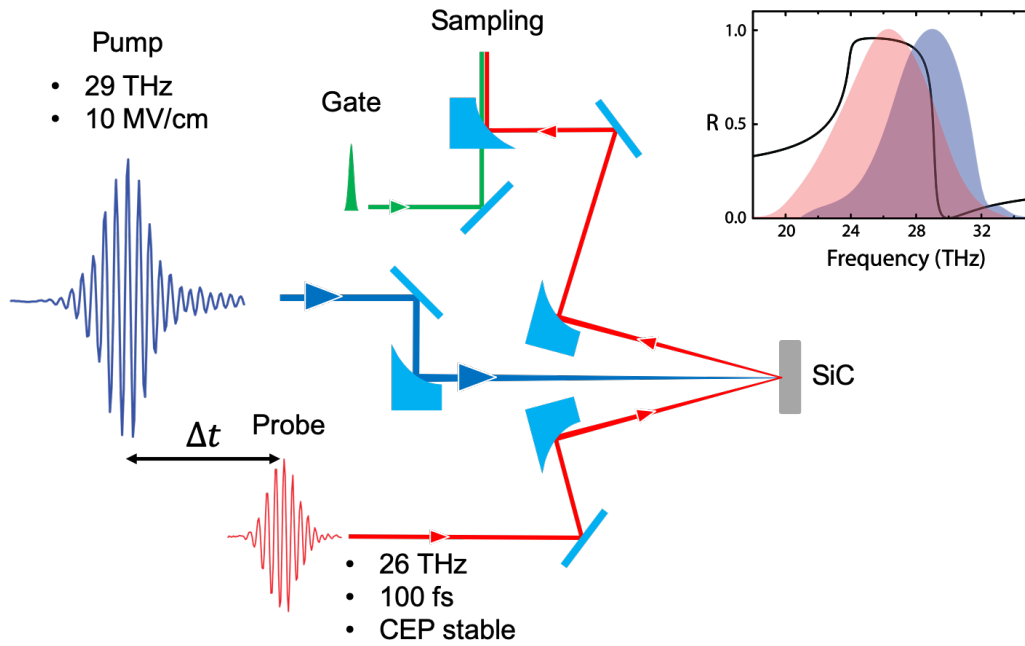 Pump
• 29 THz
• 10 MV/cm
Sampling
Gate
Δt
Probe
• 26 THz
• 100 fs
• CEP stable
SiC
1.0
R 0.5
0.0
20 24 28 32
Frequency (THz)